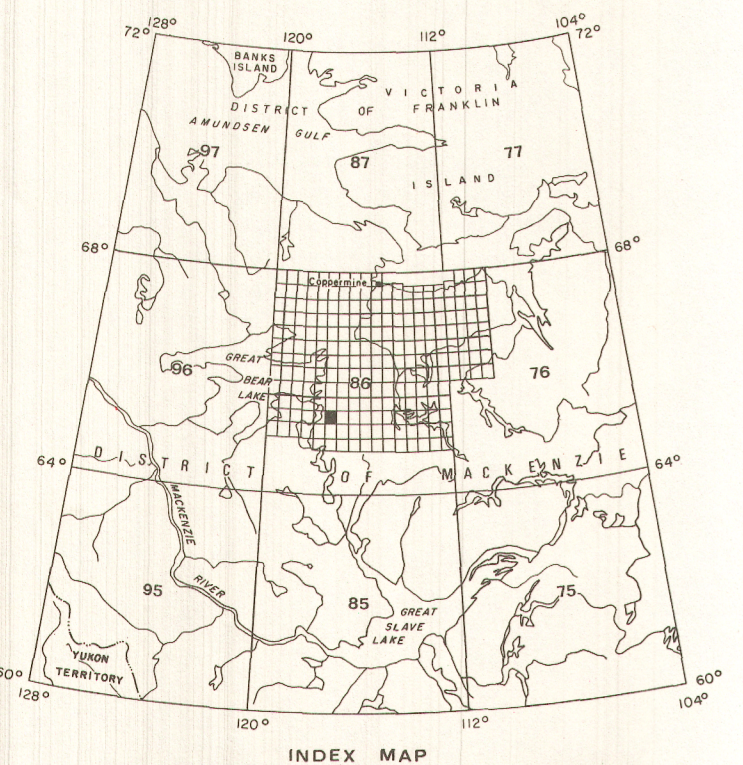 128° 120° 112° 104°
72° 72°
BANKS
ISLAND
VICTORIA
DISTRICT OF FRANKLIN
AMUNDSEN GULF
97 87 77
ISLAND
68° 68°
Coppermine
GREAT
96 86 76
BEAR
LAKE
DISTRICT OF MACKENZIE
64° 64°
MACKENZIE
RIVER
95 85 75
GREAT
SLAVE
LAKE
YUKON
TERRITORY
60° 60°
128° 120° 112° 104°
INDEX MAP